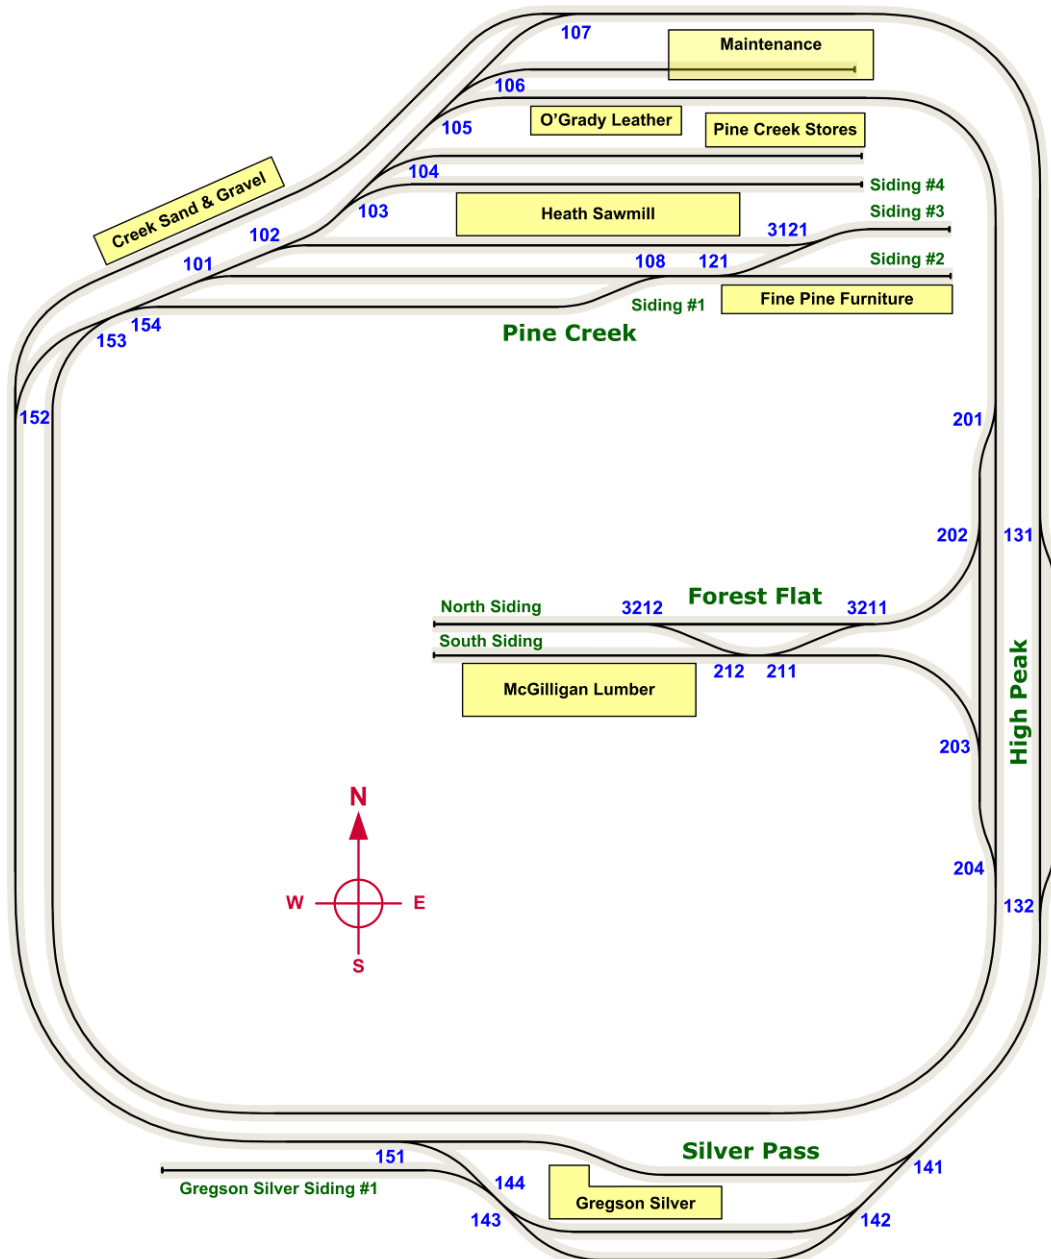 107
Maintenance
106
O'Grady Leather
105
Pine Creek Stores
104
Siding #4
Creek Sand & Gravel
103
Heath Sawmill
Siding #3
102
3121
101
108
121
Siding #2
Siding #1
Fine Pine Furniture
154
153
Pine Creek
152
201
202
131
Forest Flat
North Siding
3212
3211
South Siding
212
211
McGilligan Lumber
High Peak
203
N
204
W
E
132
S
Silver Pass
151
141
144
Gregson Silver Siding #1
Gregson Silver
143
142